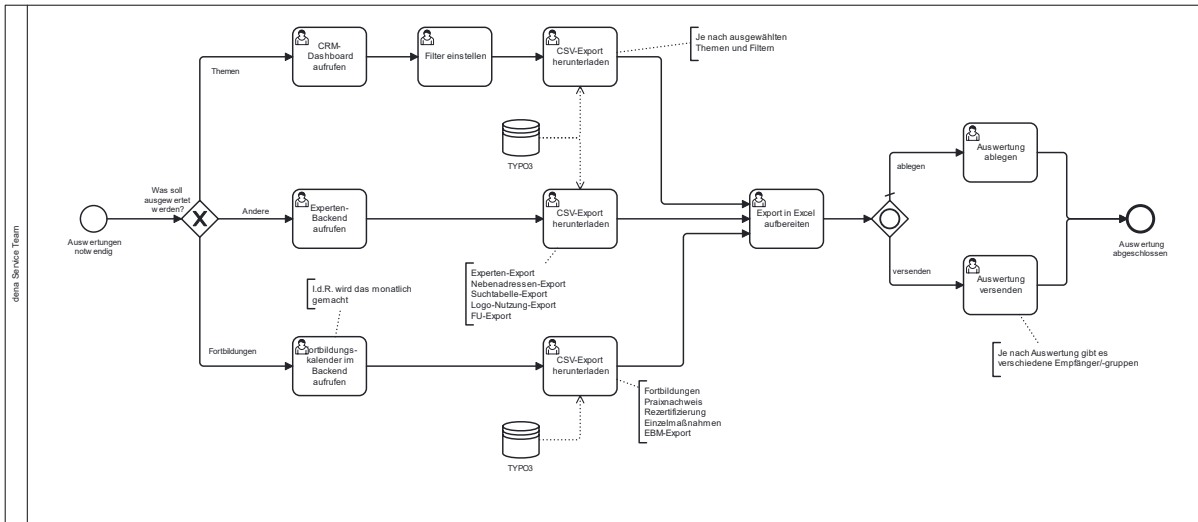 dena Service Team
Auswertungen
notwendig
Was soll
ausgewertet
werden?
Themen
Andere
Fortbildungen
CRM-
Dashboard
aufrufen
Filter einstellen
CSV-Export
herunterladen
Je nach ausgewählten
Themen und Filtern
TYPO3
Experten-
Backend
aufrufen
CSV-Export
herunterladen
Experten-Export
Nebenadressen-Export
Suchtabelle-Export
Logo-Nutzung-Export
FU-Export
I.d.R. wird das monatlich
gemacht
Fortbildungs-
kalender im
Backend
aufrufen
CSV-Export
herunterladen
Fortbildungen
Praixnachweis
Rezertifizierung
Einzelmaßnahmen
EBM-Export
TYPO3
Export in Excel
aufbereiten
ablegen
versenden
Auswertung
ablegen
Auswertung
versenden
Je nach Auswertung gibt es
verschiedene Empfänger/-gruppen
Auswertung
abgeschlossen